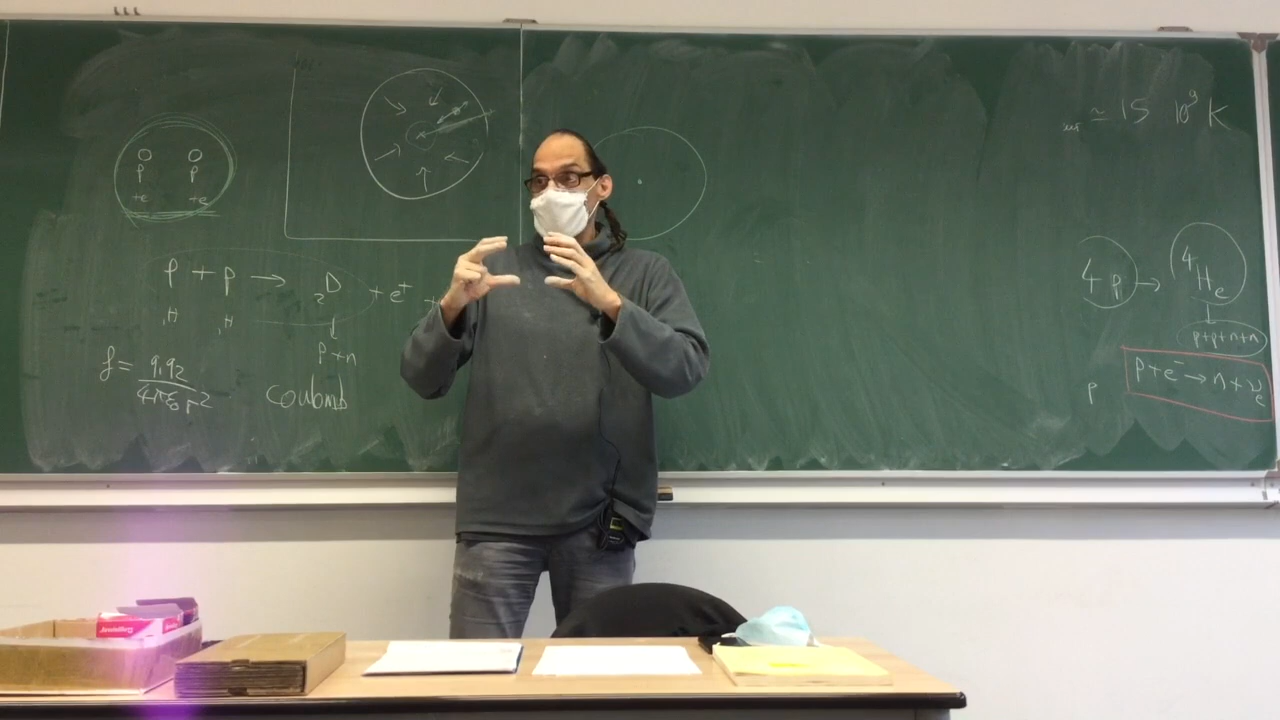 O O
p p
+e +e
p + p → ₂D + e⁺ +
₁H ₁H
p+n
f = q₁q₂ / 4πε₀r²
coulomb
≃ 15 10⁹ K
4p → ⁴He
p+p+n+n
p+e⁻ → n+νe
p